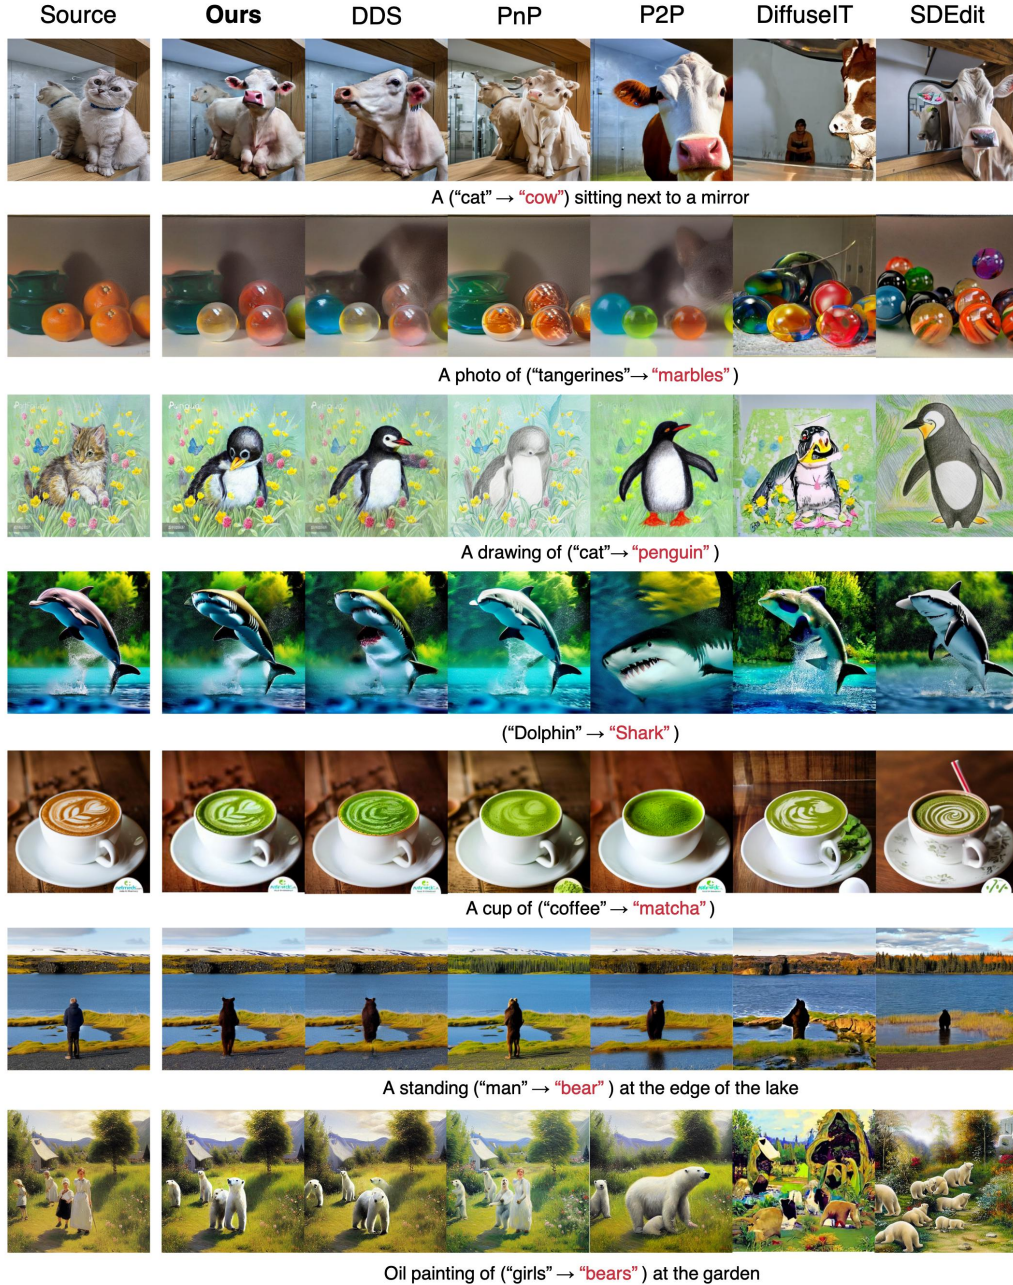 Source Ours DDS PnP P2P DiffuseIT SDEdit
A (“cat” → “cow”) sitting next to a mirror
A photo of (“tangerines”→ “marbles” )
A drawing of (“cat”→ “penguin” )
(“Dolphin” → “Shark” )
A cup of (“coffee” → “matcha” )
A standing (“man” → “bear” ) at the edge of the lake
Oil painting of (“girls” → “bears” ) at the garden